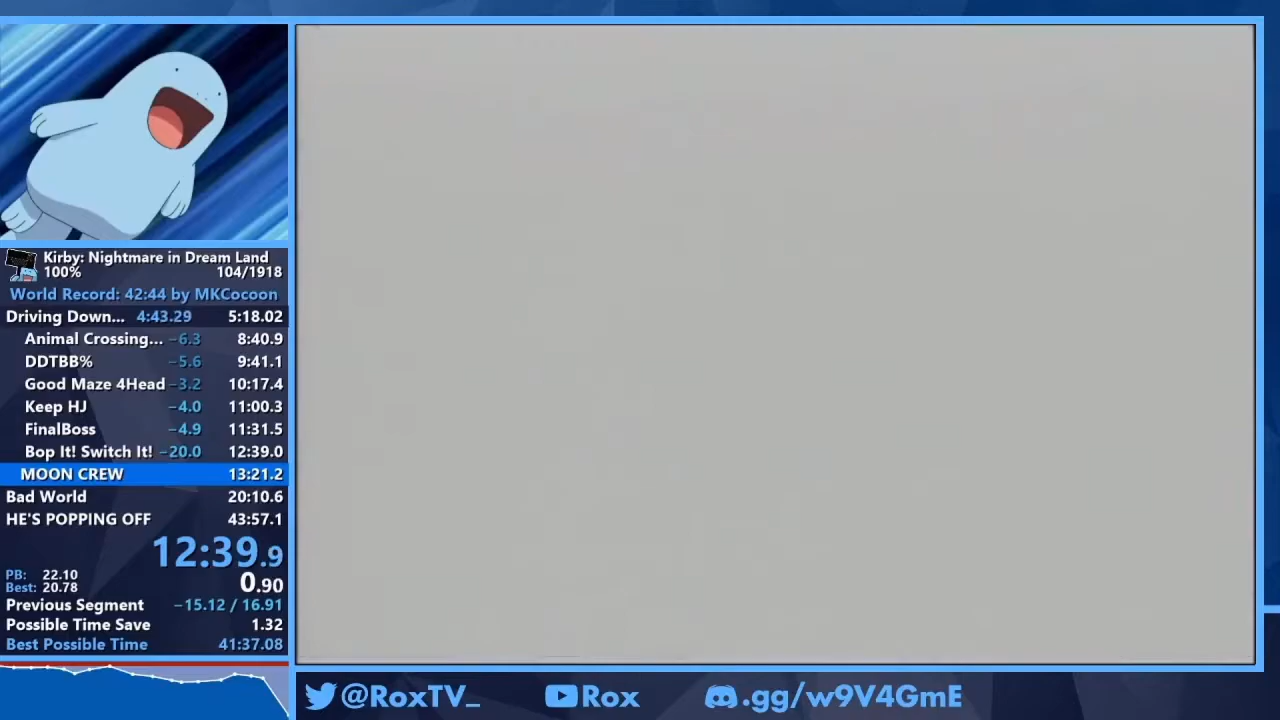 Kirby: Nightmare in Dream Land
100% 104/1918
World Record: 42:44 by MKCocoon
Driving Down... 4:43.29 5:18.02
Animal Crossing... −6.3 8:40.9
DDTBB% −5.6 9:41.1
Good Maze 4Head −3.2 10:17.4
Keep HJ −4.0 11:00.3
FinalBoss −4.9 11:31.5
Bop It! Switch It! −20.0 12:39.0
MOON CREW 13:21.2
Bad World 20:10.6
HE'S POPPING OFF 43:57.1
12:39.9
PB: 22.10
Best: 20.78 0.90
Previous Segment −15.12 / 16.91
Possible Time Save 1.32
Best Possible Time 41:37.08
@RoxTV_ Rox .gg/w9V4GmE